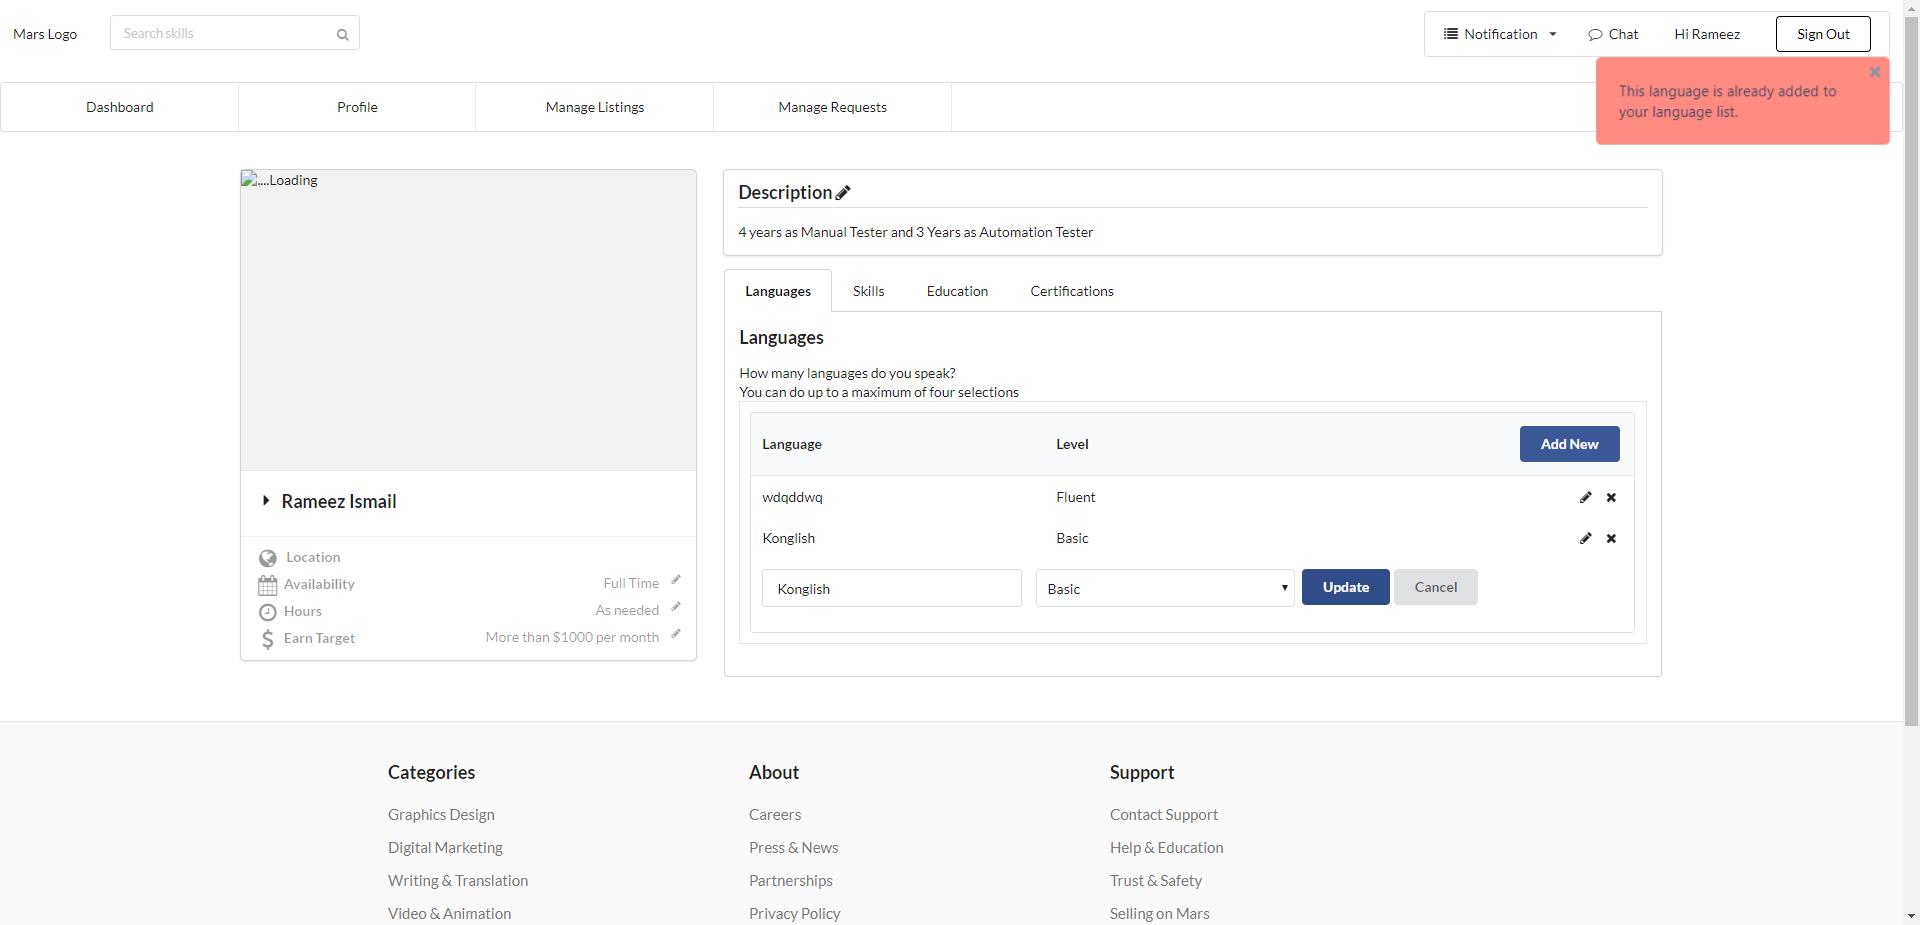 Mars Logo
Search skills
Notification
Chat
Hi Rameez
Sign Out
This language is already added to
your language list.
Dashboard
Profile
Manage Listings
Manage Requests
....Loading
Rameez Ismail
Location
Availability
Full Time
Hours
As needed
Earn Target
More than $1000 per month
Description
4 years as Manual Tester and 3 Years as Automation Tester
Languages
Skills
Education
Certifications
Languages
How many languages do you speak?
You can do up to a maximum of four selections
Language
Level
Add New
wdqddwq
Fluent
Konglish
Basic
Konglish
Basic
Update
Cancel
Categories
Graphics Design
Digital Marketing
Writing & Translation
Video & Animation
About
Careers
Press & News
Partnerships
Privacy Policy
Support
Contact Support
Help & Education
Trust & Safety
Selling on Mars